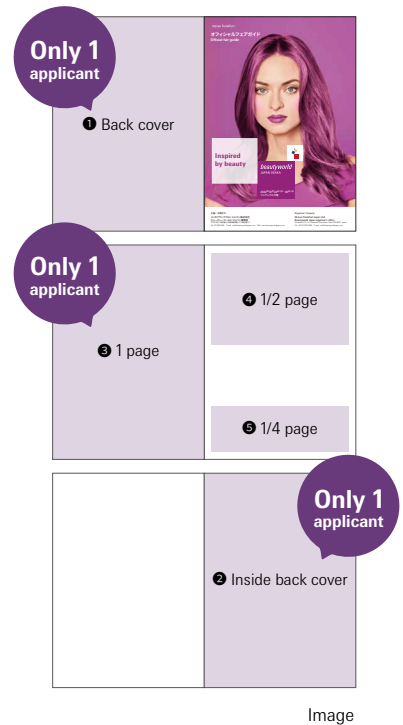 Only 1
applicant
❶ Back cover
オフィシャルフェアガイド
Official fair guide
Inspired
by beauty
beautyworld
JAPAN OSAKA
Only 1
applicant
❸ 1 page
❹ 1/2 page
❺ 1/4 page
Only 1
applicant
❷ Inside back cover
Image